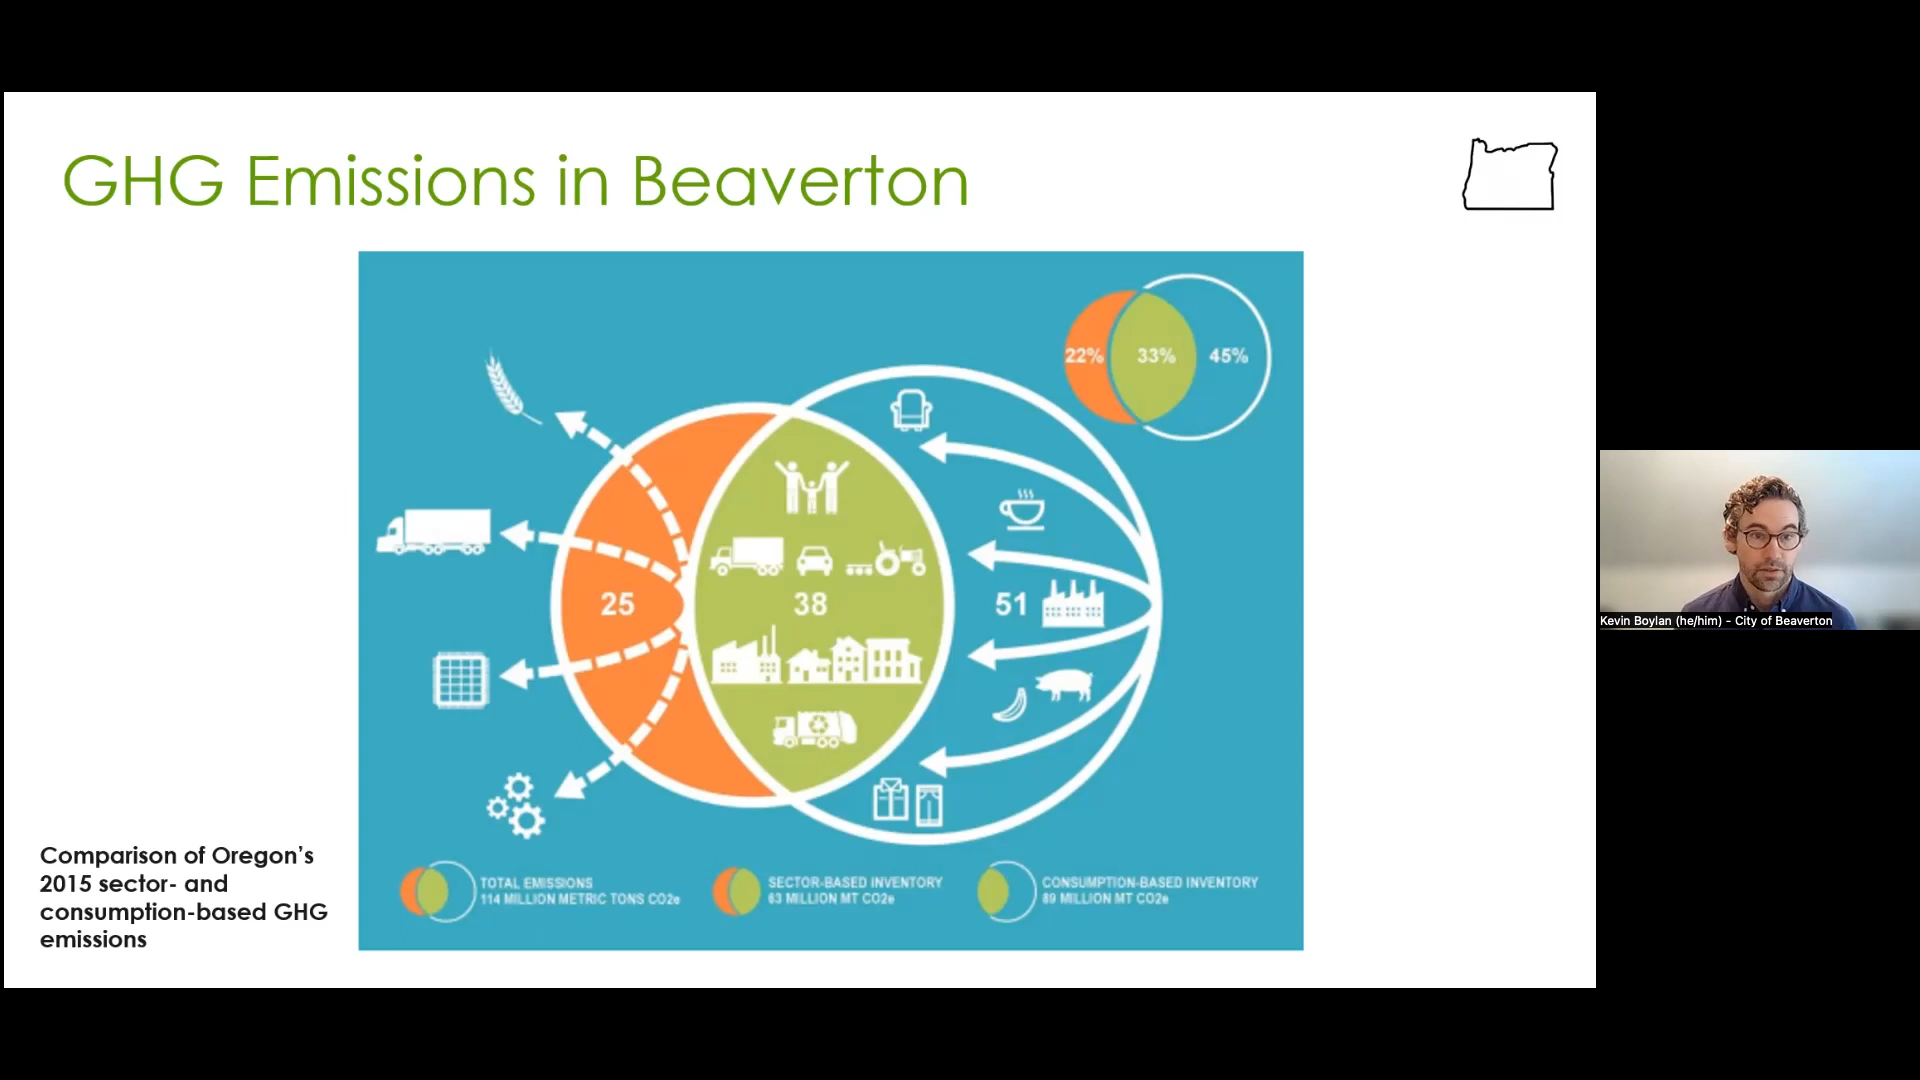 GHG Emissions in Beaverton
22%
33%
45%
25
38
51
TOTAL EMISSIONS
114 MILLION METRIC TONS CO2e
SECTOR-BASED INVENTORY
63 MILLION MT CO2e
CONSUMPTION-BASED INVENTORY
89 MILLION MT CO2e
Comparison of Oregon's
2015 sector- and
consumption-based GHG
emissions
Kevin Boylan (he/him) - City of Beaverton